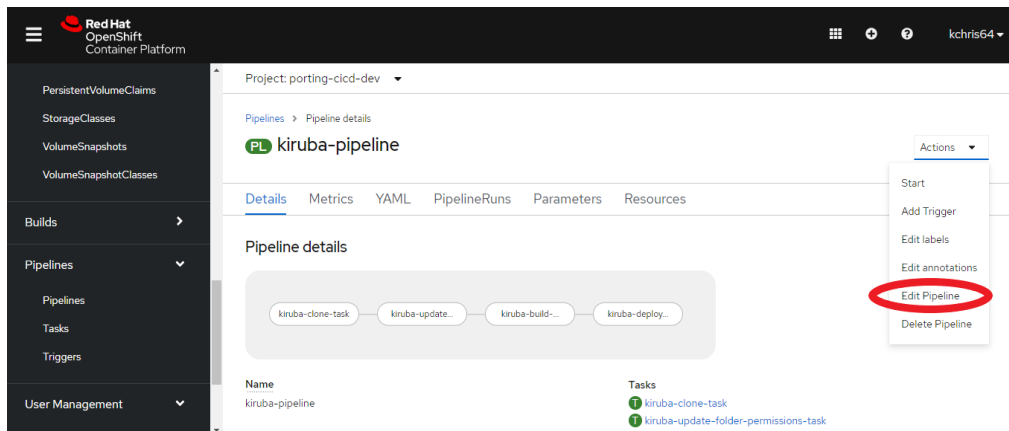 Red Hat
OpenShift
Container Platform
kchris64
PersistentVolumeClaims
StorageClasses
VolumeSnapshots
VolumeSnapshotClasses
Builds
Pipelines
Pipelines
Tasks
Triggers
User Management
Project: porting-cicd-dev
Pipelines > Pipeline details
PL kiruba-pipeline
Actions
Start
Add Trigger
Edit labels
Edit annotations
Edit Pipeline
Delete Pipeline
Details Metrics YAML PipelineRuns Parameters Resources
Pipeline details
kiruba-clone-task kiruba-update... kiruba-build-... kiruba-deploy...
Name
kiruba-pipeline
Tasks
T kiruba-clone-task
T kiruba-update-folder-permissions-task